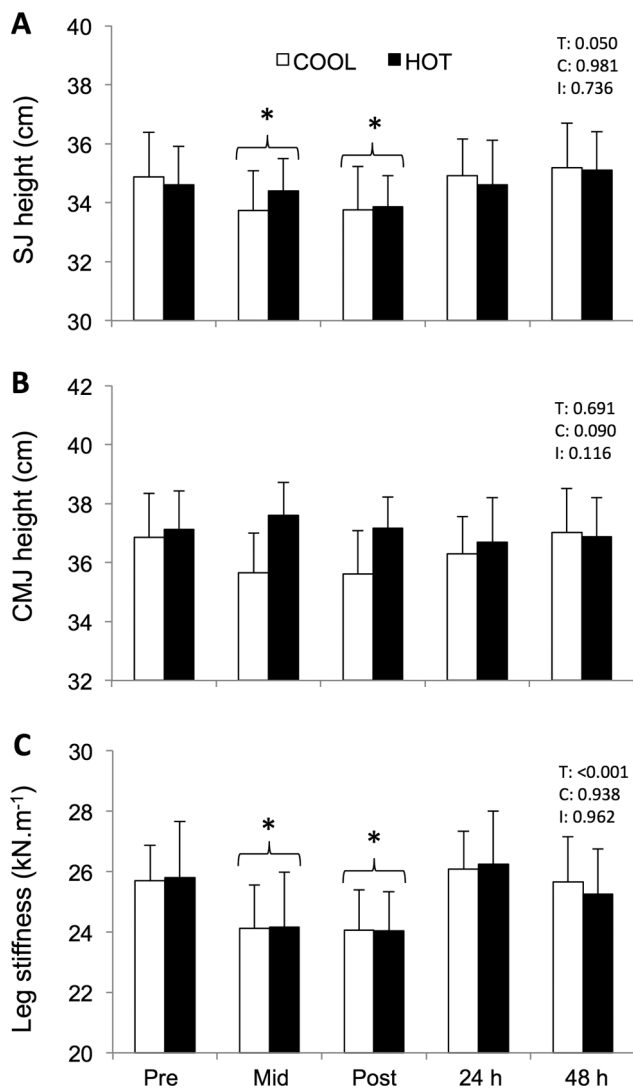 A
SJ height (cm)
40
38
36
34
32
30
COOL HOT
T: 0.050
C: 0.981
I: 0.736
*
*
B
CMJ height (cm)
42
40
38
36
34
32
T: 0.691
C: 0.090
I: 0.116
C
Leg stiffness (kN.m-1)
30
28
26
24
22
20
T: <0.001
C: 0.938
I: 0.962
*
*
Pre Mid Post 24 h 48 h